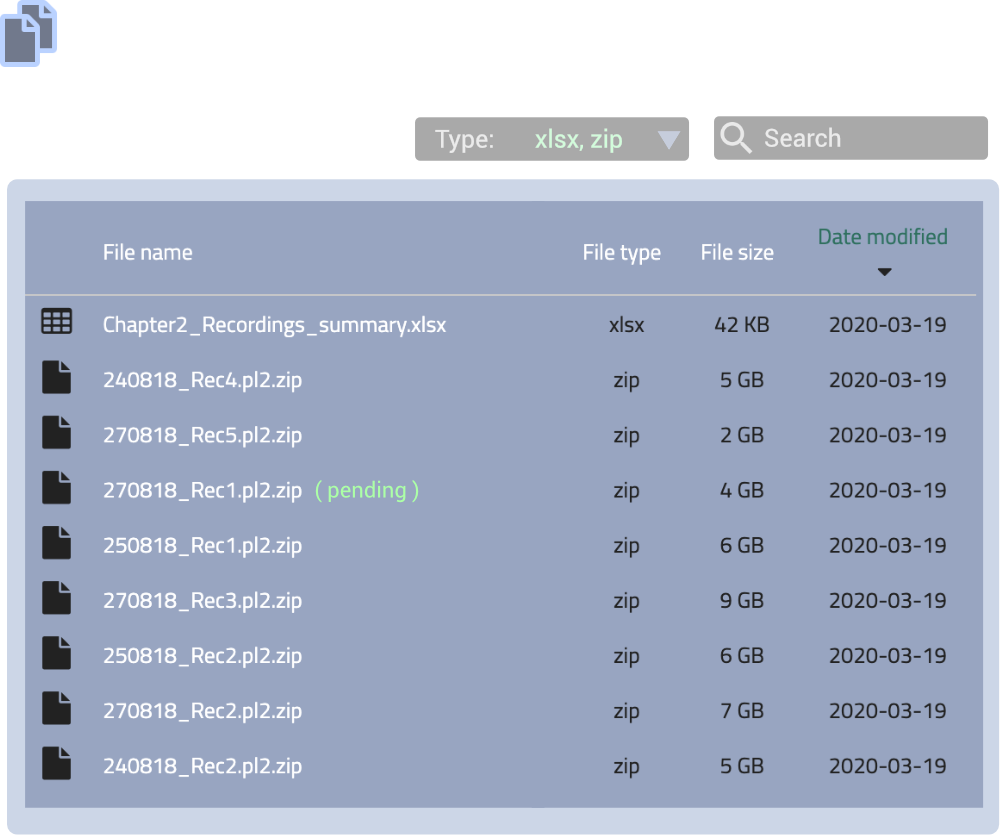 Type: xlsx, zip Search
File name File type File size Date modified
Chapter2_Recordings_summary.xlsx xlsx 42 KB 2020-03-19
240818_Rec4.pl2.zip zip 5 GB 2020-03-19
270818_Rec5.pl2.zip zip 2 GB 2020-03-19
270818_Rec1.pl2.zip ( pending ) zip 4 GB 2020-03-19
250818_Rec1.pl2.zip zip 6 GB 2020-03-19
270818_Rec3.pl2.zip zip 9 GB 2020-03-19
250818_Rec2.pl2.zip zip 6 GB 2020-03-19
270818_Rec2.pl2.zip zip 7 GB 2020-03-19
240818_Rec2.pl2.zip zip 5 GB 2020-03-19